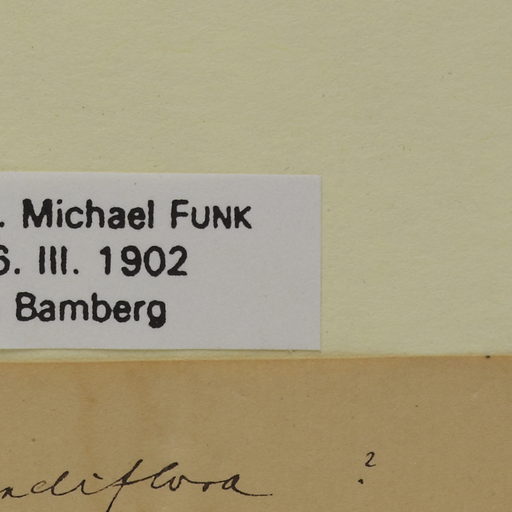 . Michael FUNK
6. III. 1902
Bamberg
ndiflora ?